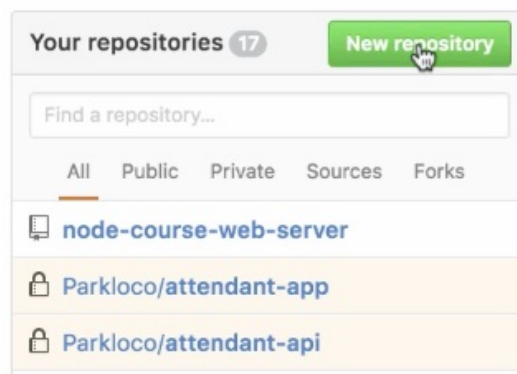 Your repositories 17 New repository
Find a repository...
All Public Private Sources Forks
node-course-web-server
Parkloco/attendant-app
Parkloco/attendant-api